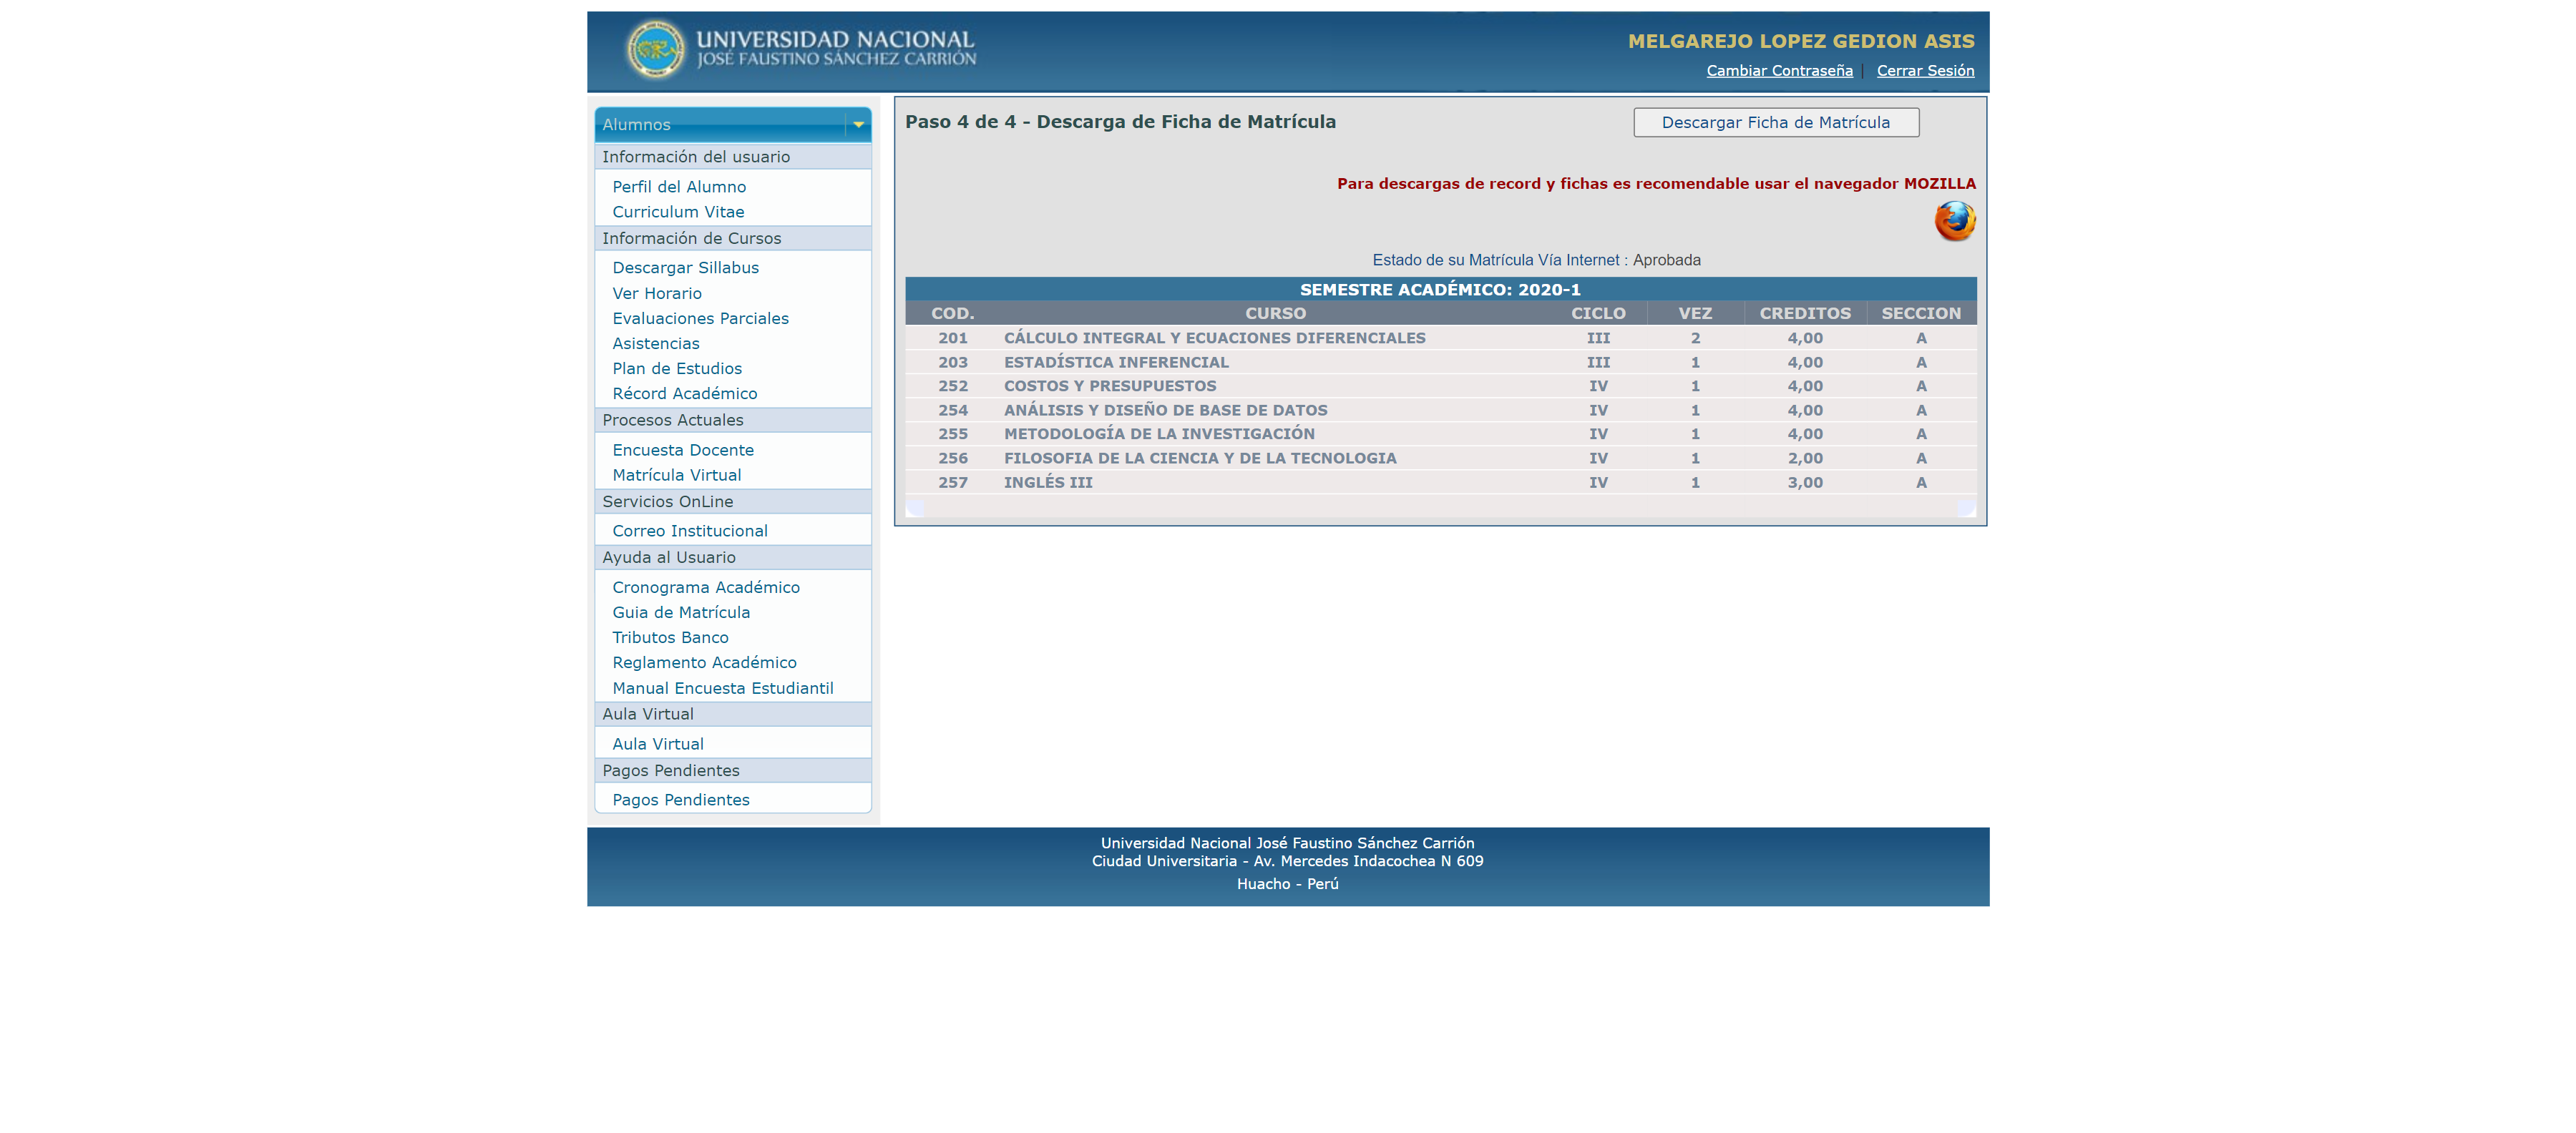 UNIVERSIDAD NACIONAL
JOSÉ FAUSTINO SÁNCHEZ CARRIÓN
MELGAREJO LOPEZ GEDION ASIS
Cambiar Contraseña | Cerrar Sesión
Alumnos
Información del usuario
Perfil del Alumno
Curriculum Vitae
Información de Cursos
Descargar Sillabus
Ver Horario
Evaluaciones Parciales
Asistencias
Plan de Estudios
Récord Académico
Procesos Actuales
Encuesta Docente
Matrícula Virtual
Servicios OnLine
Correo Institucional
Ayuda al Usuario
Cronograma Académico
Guia de Matrícula
Tributos Banco
Reglamento Académico
Manual Encuesta Estudiantil
Aula Virtual
Aula Virtual
Pagos Pendientes
Pagos Pendientes
Paso 4 de 4 - Descarga de Ficha de Matrícula
Descargar Ficha de Matrícula
Para descargas de record y fichas es recomendable usar el navegador MOZILLA
Estado de su Matrícula Vía Internet : Aprobada
SEMESTRE ACADÉMICO: 2020-1
COD. CURSO CICLO VEZ CREDITOS SECCION
201 CÁLCULO INTEGRAL Y ECUACIONES DIFERENCIALES III 2 4,00 A
203 ESTADÍSTICA INFERENCIAL III 1 4,00 A
252 COSTOS Y PRESUPUESTOS IV 1 4,00 A
254 ANÁLISIS Y DISEÑO DE BASE DE DATOS IV 1 4,00 A
255 METODOLOGÍA DE LA INVESTIGACIÓN IV 1 4,00 A
256 FILOSOFIA DE LA CIENCIA Y DE LA TECNOLOGIA IV 1 2,00 A
257 INGLÉS III IV 1 3,00 A
Universidad Nacional José Faustino Sánchez Carrión
Ciudad Universitaria - Av. Mercedes Indacochea N 609
Huacho - Perú